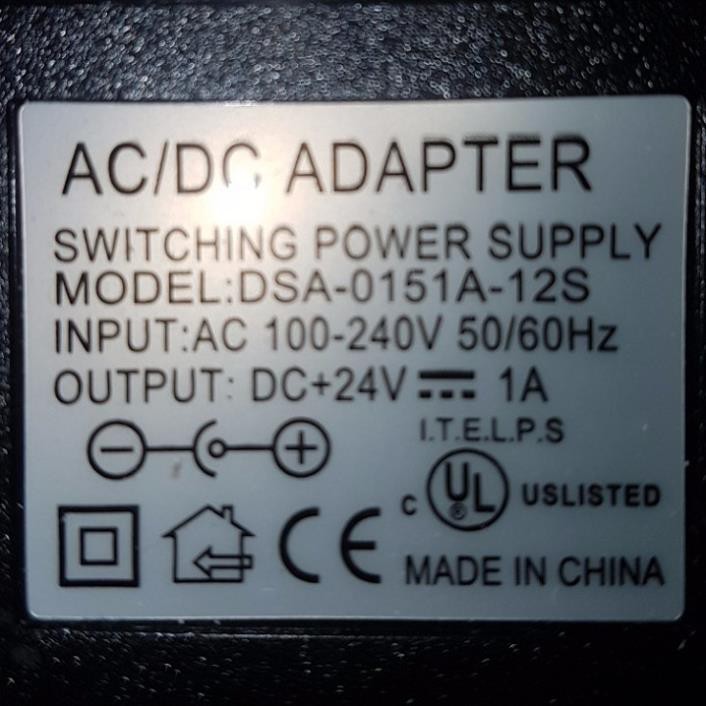 AC/DC ADAPTER
SWITCHING POWER SUPPLY
MODEL:DSA-0151A-12S
INPUT:AC 100-240V 50/60Hz
OUTPUT: DC+24V ⎓ 1A
I.T.E.L.P.S
C UL ® USLISTED
CE MADE IN CHINA